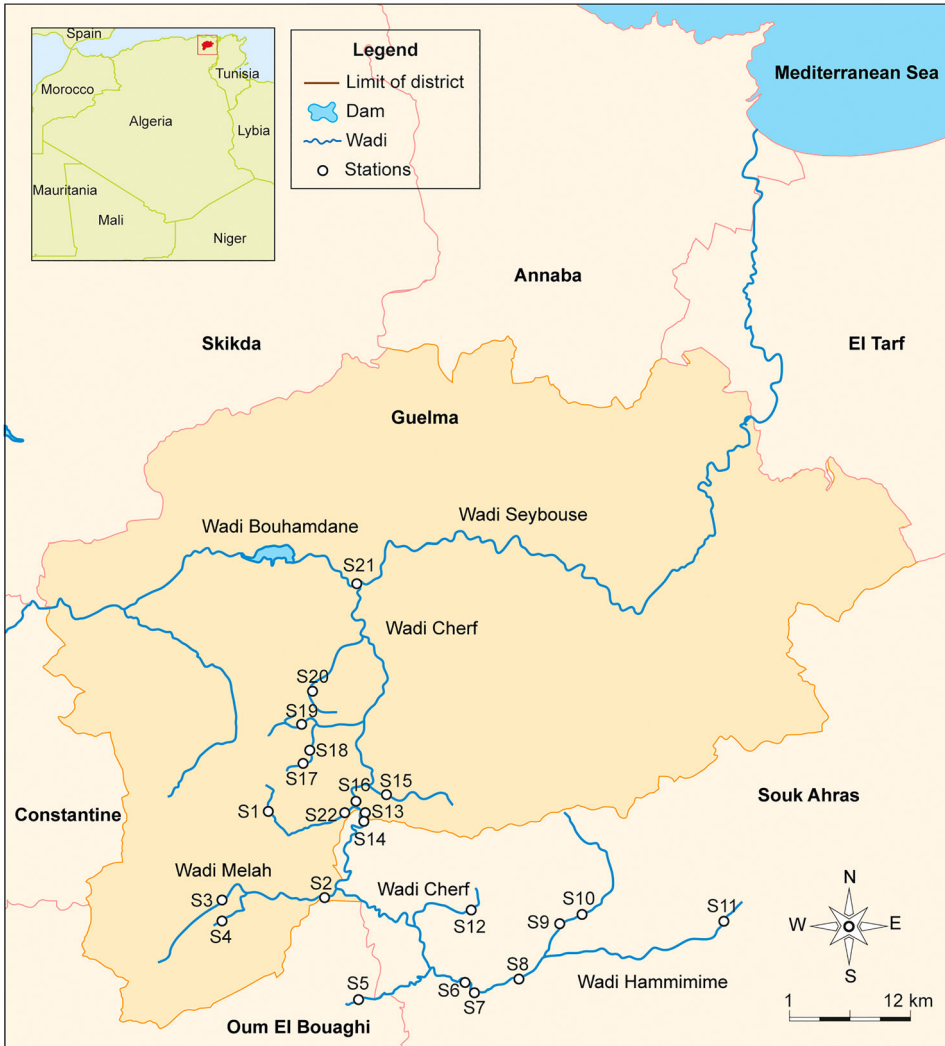 Spain
Morocco
Tunisia
Algeria
Lybia
Mauritania
Mali
Niger
Legend
Limit of district
Dam
Wadi
Stations
Mediterranean Sea
Annaba
Skikda
El Tarf
Guelma
Wadi Bouhamdane
Wadi Seybouse
S21
Wadi Cherf
S20
S19
S18
S17
S16
S15
S1
S22
S13
S14
Constantine
Souk Ahras
Wadi Melah
S2
S3
S4
Wadi Cherf
S12
S10
S9
S11
S8
Wadi Hammimime
S6
S7
S5
Oum El Bouaghi
N
W
E
S
1
12 km